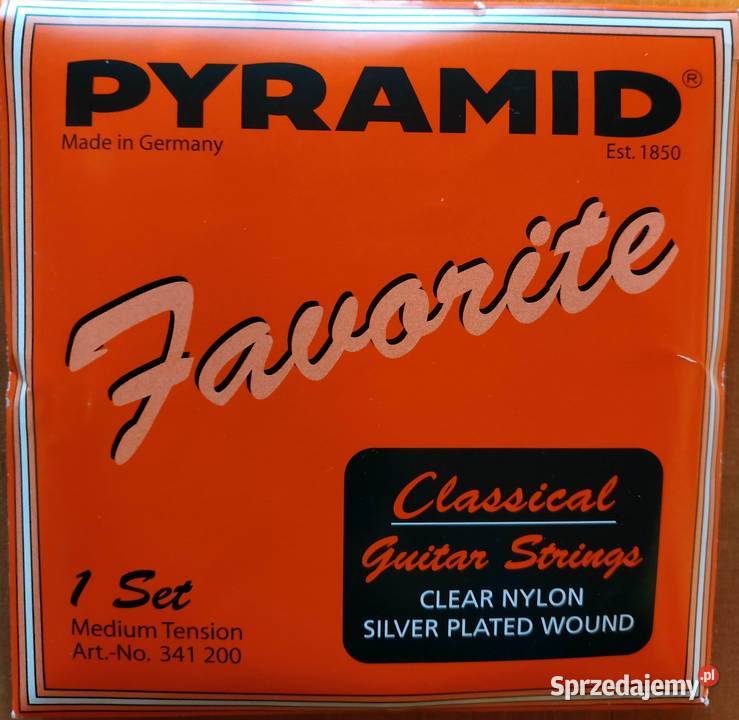 PYRAMID®
Made in Germany
Est. 1850
Favorite
Classical
Guitar Strings
CLEAR NYLON
SILVER PLATED WOUND
1 Set
Medium Tension
Art.-No. 341 200
Sprzedajemy.pl